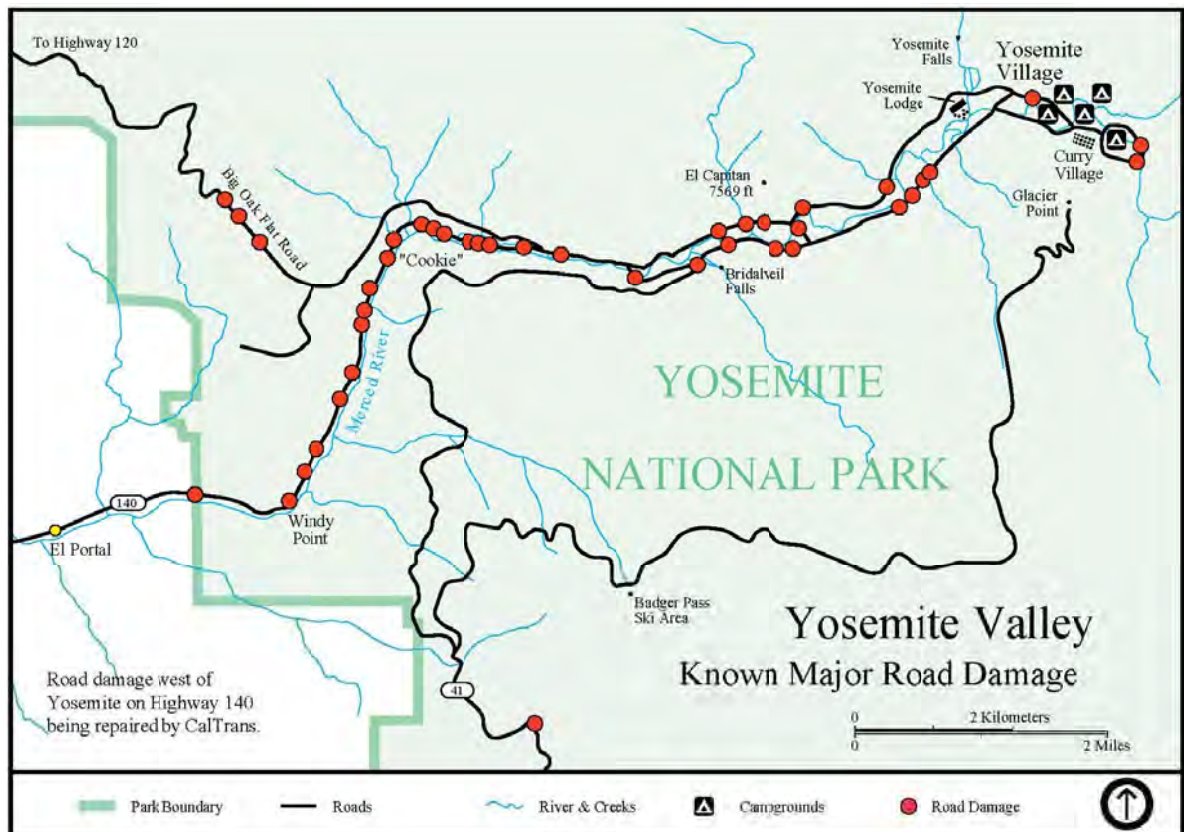 To Highway 120
Yosemite
Falls
Yosemite
Village
Yosemite
Lodge
Curry
Village
El Capitan
7569 ft
Glacier
Point
Big Oak Flat Road
"Cookie"
Bridalveil
Falls
Merced River
YOSEMITE
NATIONAL PARK
140
El Portal
Windy
Point
Badger Pass
Ski Area
Yosemite Valley
Known Major Road Damage
Road damage west of
Yosemite on Highway 140
being repaired by CalTrans.
41
0 2 Kilometers
0 2 Miles
Park Boundary
Roads
River & Creeks
Campgrounds
Road Damage